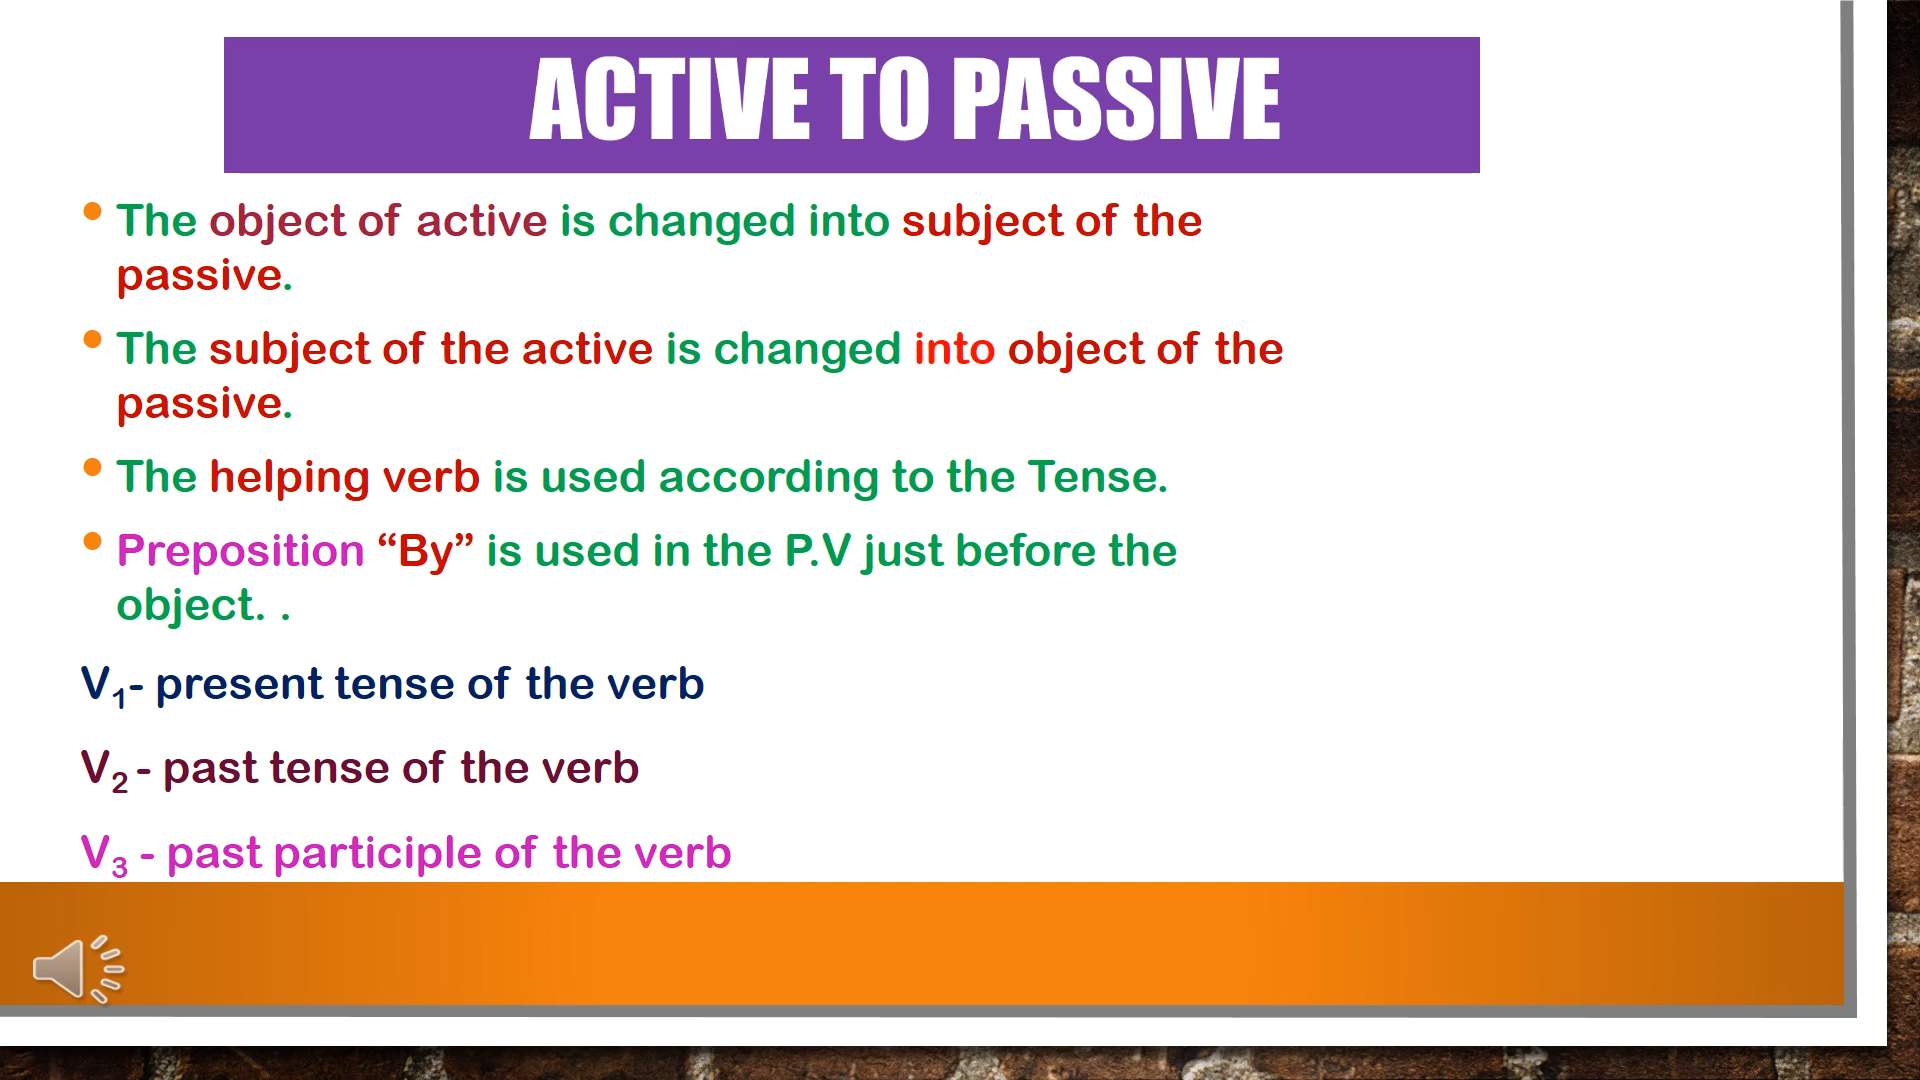 ACTIVE TO PASSIVE
• The object of active is changed into subject of the
passive.
• The subject of the active is changed into object of the
passive.
• The helping verb is used according to the Tense.
• Preposition “By” is used in the P.V just before the
object. .
V₁- present tense of the verb
V₂ - past tense of the verb
V₃ - past participle of the verb